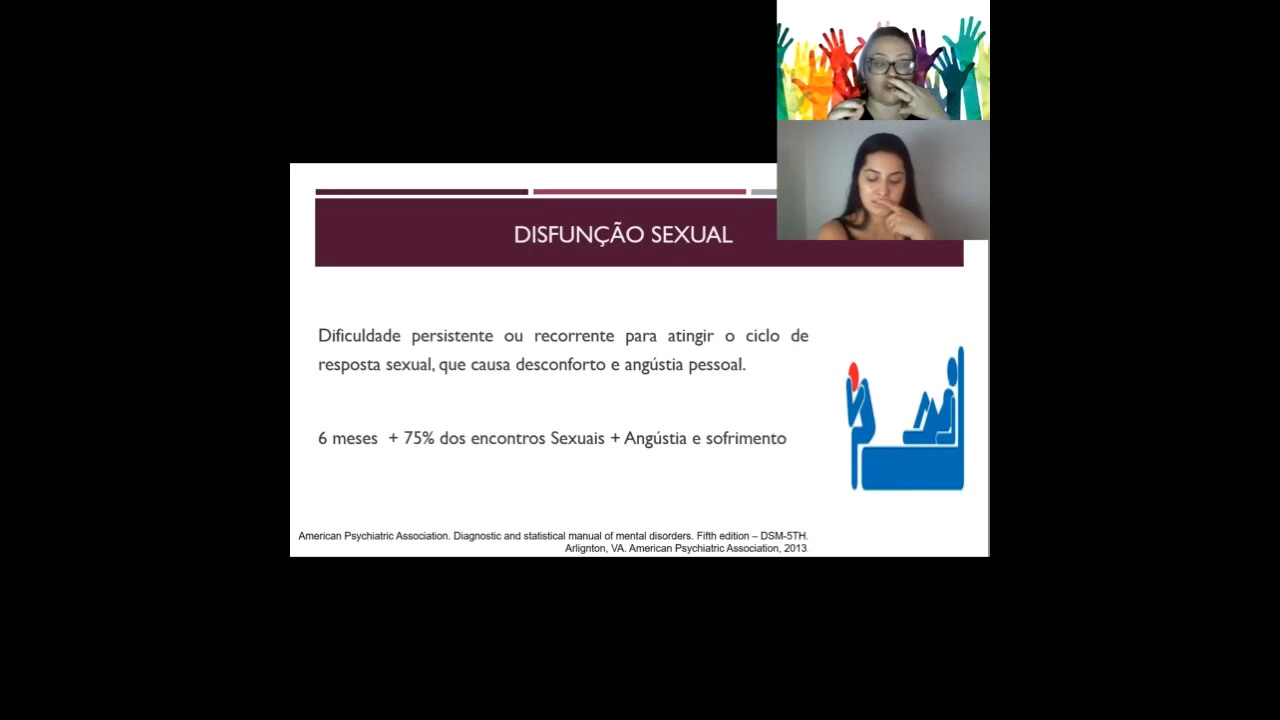 DISFUNÇÃO SEXUAL
Dificuldade persistente ou recorrente para atingir o ciclo de
resposta sexual, que causa desconforto e angústia pessoal.
6 meses + 75% dos encontros Sexuais + Angústia e sofrimento
American Psychiatric Association. Diagnostic and statistical manual of mental disorders. Fifth edition – DSM-5TH.
Arlignton, VA. American Psychiatric Association, 2013.